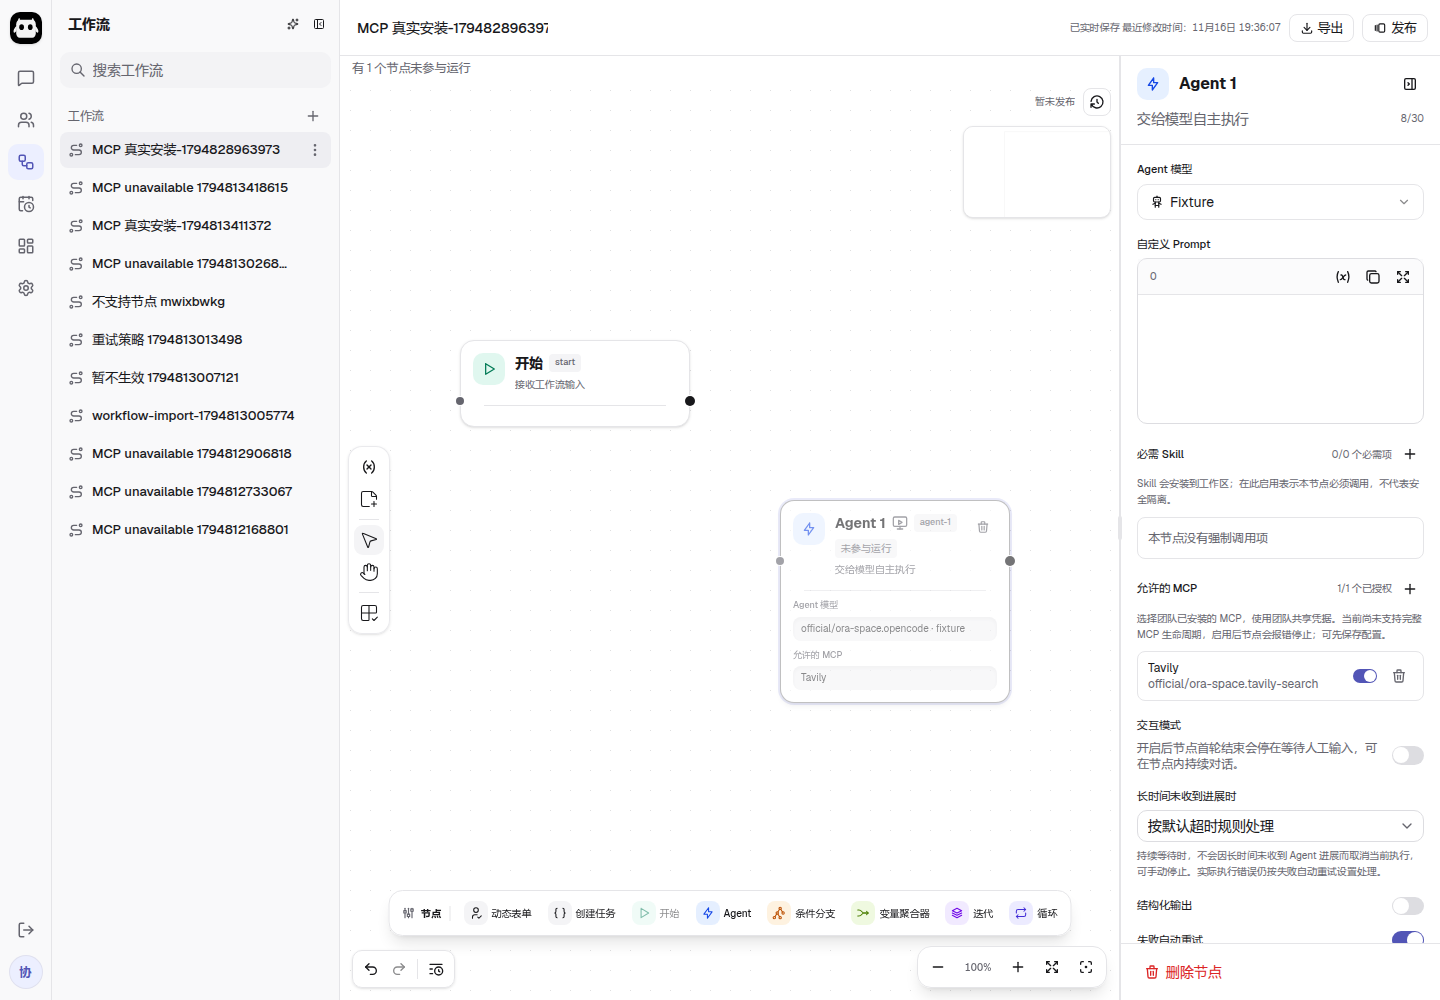 工作流
搜索工作流
工作流
MCP 真实安装-1794828963973
MCP unavailable 1794813418615
MCP 真实安装-1794813411372
MCP unavailable 17948130268...
不支持节点 mwixbwkg
重试策略 1794813013498
暂不生效 1794813007121
workflow-import-1794813005774
MCP unavailable 1794812906818
MCP unavailable 1794812733067
MCP unavailable 1794812168801
协
MCP 真实安装-1794828963973
已实时保存 最近修改时间：11月16日 19:36:07
导出
发布
有 1 个节点未参与运行
暂未发布
开始
start
接收工作流输入
Agent 1
agent-1
未参与运行
交给模型自主执行
Agent 模型
official/ora-space.opencode · fixture
允许的 MCP
Tavily
节点
动态表单
创建任务
开始
Agent
条件分支
变量聚合器
迭代
循环
100%
Agent 1
交给模型自主执行
8/30
Agent 模型
Fixture
自定义 Prompt
0
必需 Skill
0/0 个必需项
Skill 会安装到工作区；在此启用表示本节点必须调用，不代表安
全隔离。
本节点没有强制调用项
允许的 MCP
1/1 个已授权
选择团队已安装的 MCP，使用团队共享凭据。当前尚未支持完整
MCP 生命周期，启用后节点会报错停止；可先保存配置。
Tavily
official/ora-space.tavily-search
交互模式
开启后节点首轮结束会停在等待人工输入，可
在节点内持续对话。
长时间未收到进展时
按默认超时规则处理
持续等待时，不会因长时间未收到 Agent 进展而取消当前执行，
可手动停止。实际执行错误仍按失败自动重试设置处理。
结构化输出
失败自动重试
删除节点